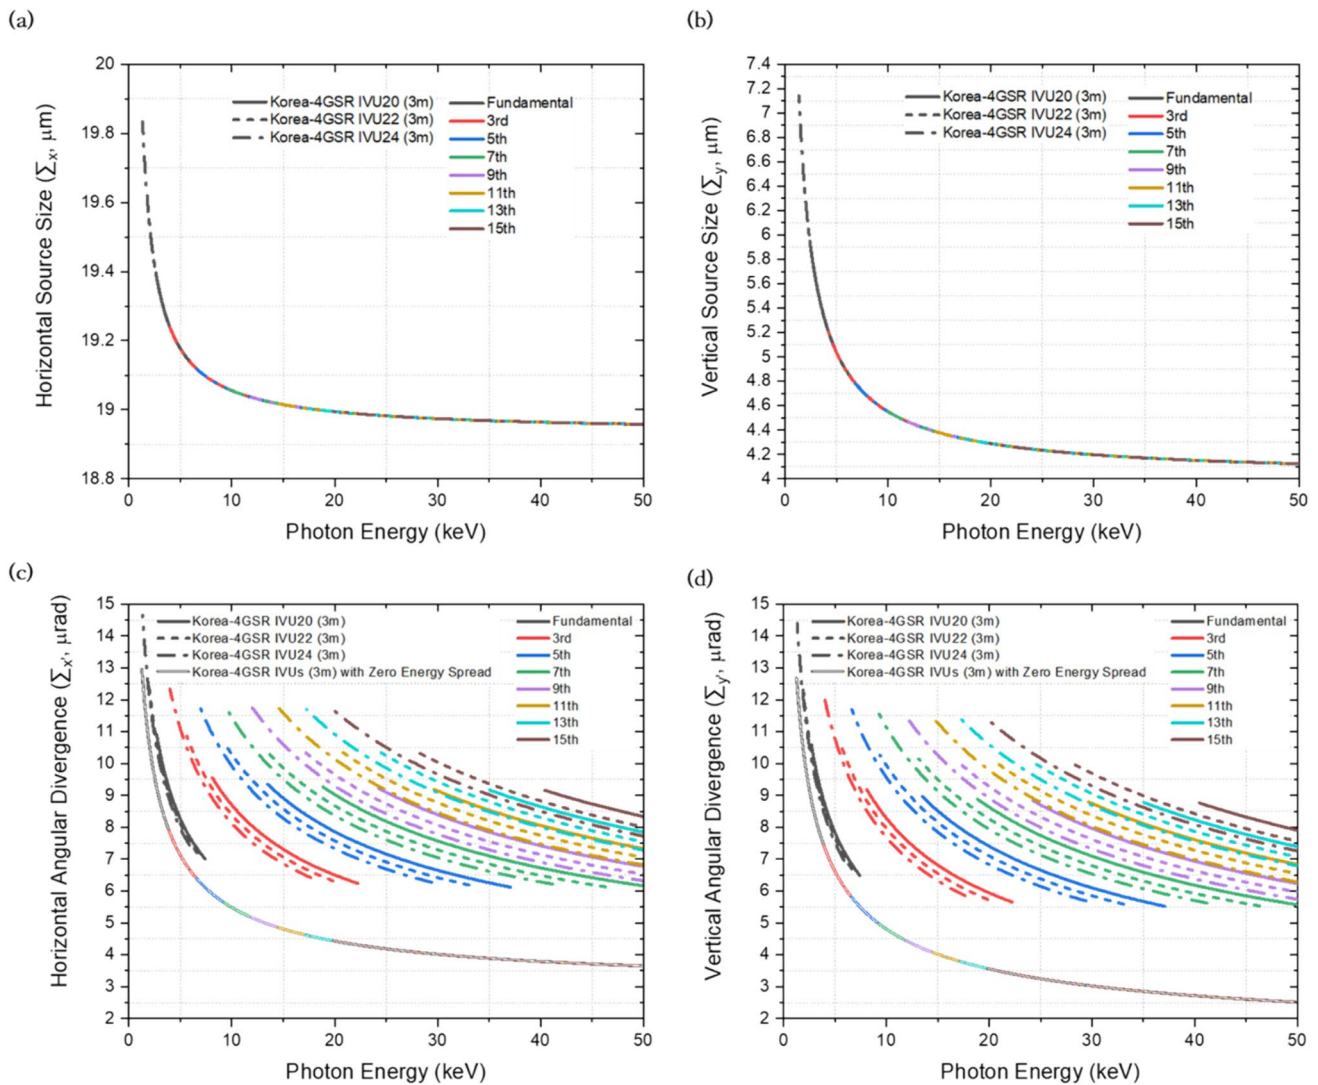 (a)
20
19.8
19.6
19.4
19.2
19
18.8
Horizontal Source Size (Σx, μm)
Korea-4GSR IVU20 (3m)
Korea-4GSR IVU22 (3m)
Korea-4GSR IVU24 (3m)
Fundamental
3rd
5th
7th
9th
11th
13th
15th
0 10 20 30 40 50
Photon Energy (keV)
(b)
7.4
7.2
7
6.8
6.6
6.4
6.2
6
5.8
5.6
5.4
5.2
5
4.8
4.6
4.4
4.2
4
Vertical Source Size (Σy, μm)
Korea-4GSR IVU20 (3m)
Korea-4GSR IVU22 (3m)
Korea-4GSR IVU24 (3m)
Fundamental
3rd
5th
7th
9th
11th
13th
15th
0 10 20 30 40 50
Photon Energy (keV)
(c)
15
14
13
12
11
10
9
8
7
6
5
4
3
2
Horizontal Angular Divergence (Σx', μrad)
Korea-4GSR IVU20 (3m)
Korea-4GSR IVU22 (3m)
Korea-4GSR IVU24 (3m)
Korea-4GSR IVUs (3m) with Zero Energy Spread
Fundamental
3rd
5th
7th
9th
11th
13th
15th
0 10 20 30 40 50
Photon Energy (keV)
(d)
15
14
13
12
11
10
9
8
7
6
5
4
3
2
Vertical Angular Divergence (Σy', μrad)
Korea-4GSR IVU20 (3m)
Korea-4GSR IVU22 (3m)
Korea-4GSR IVU24 (3m)
Korea-4GSR IVUs (3m) with Zero Energy Spread
Fundamental
3rd
5th
7th
9th
11th
13th
15th
0 10 20 30 40 50
Photon Energy (keV)